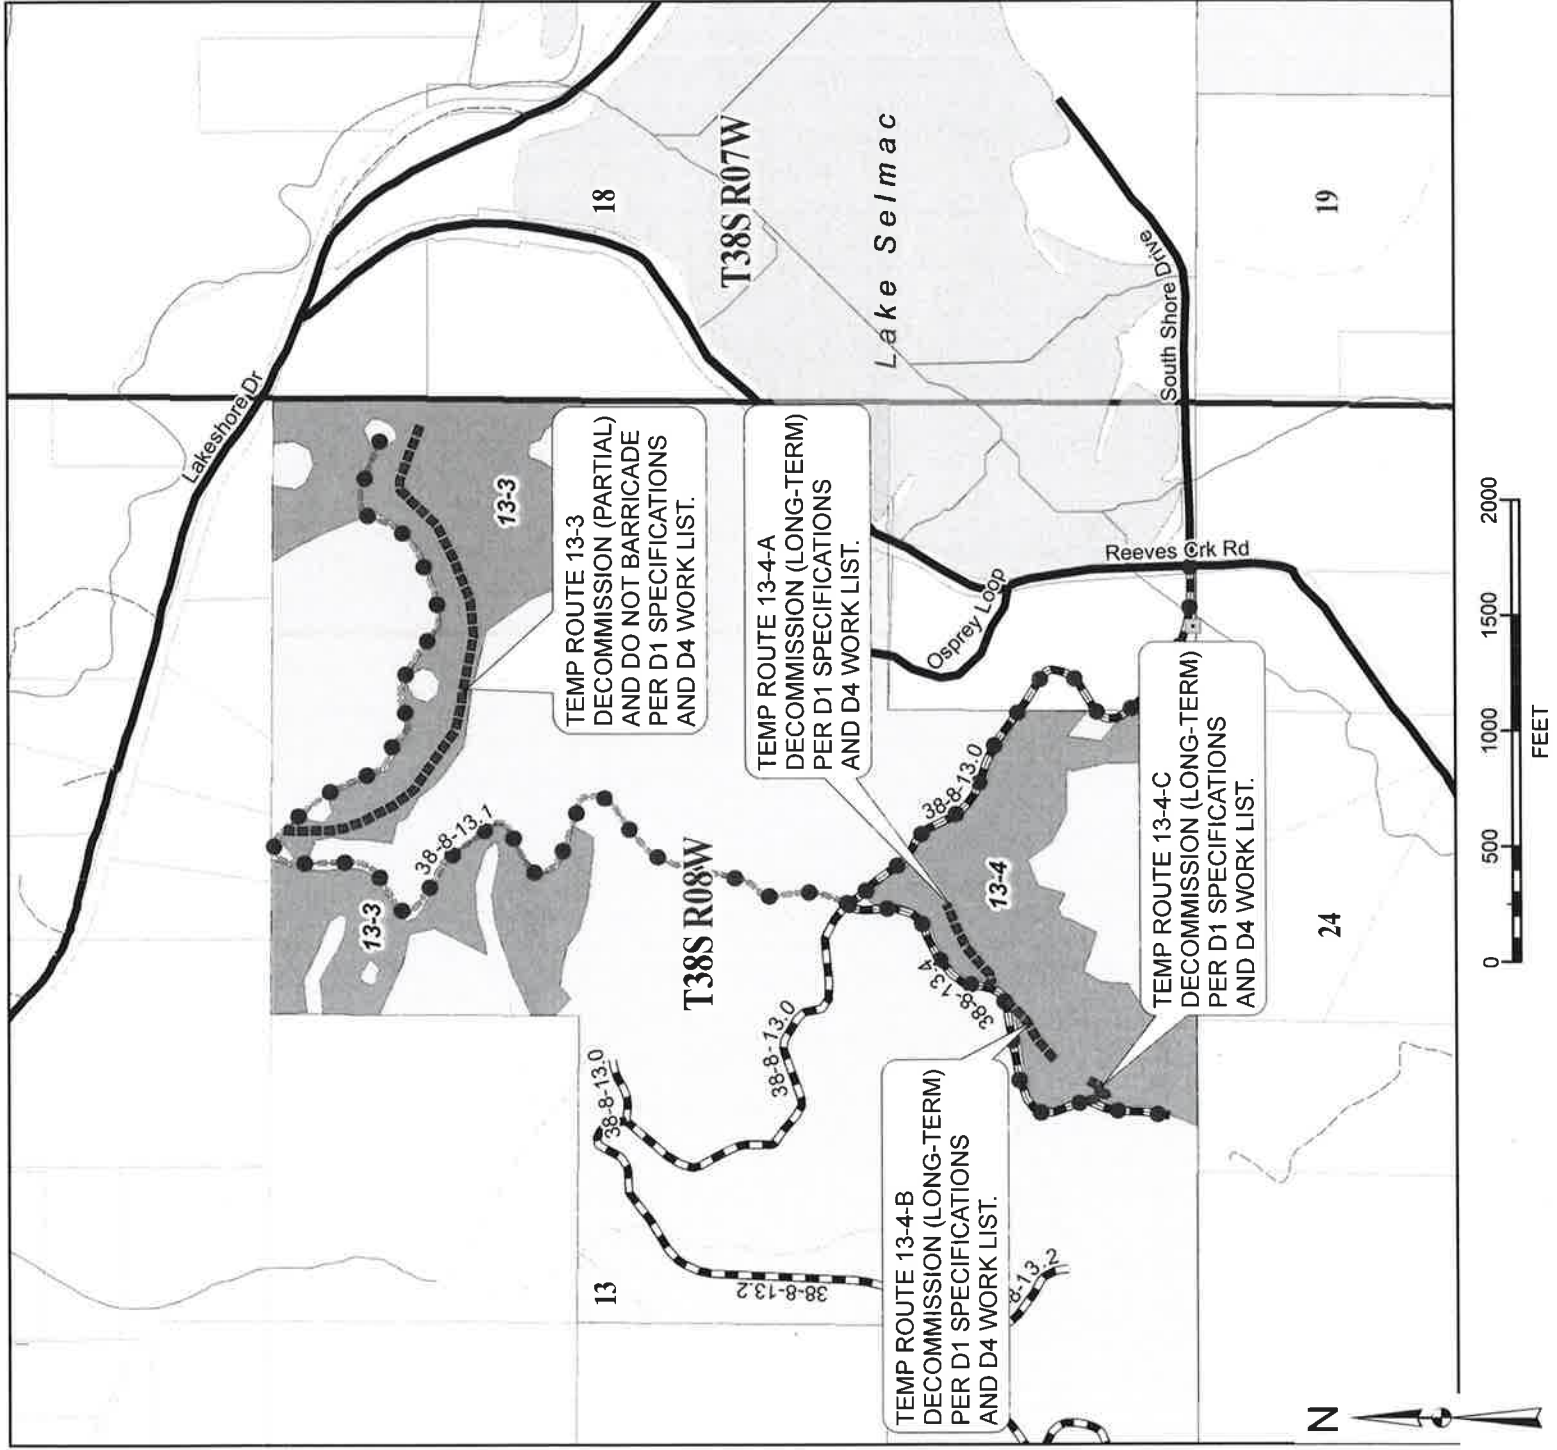 Lakeshore Dr
18
T38S R07W
Lake Selmac
South Shore Drive
19
13-3
TEMP ROUTE 13-3
DECOMMISSION (PARTIAL)
AND DO NOT BARRICADE
PER D1 SPECIFICATIONS
AND D4 WORK LIST.
38-8-13.1
13-3
T38S R08W
TEMP ROUTE 13-4-A
DECOMMISSION (LONG-TERM)
PER D1 SPECIFICATIONS
AND D4 WORK LIST.
Osprey Loop
Reeves Crk Rd
38-8-13.0
13-4
38-8-13.4
TEMP ROUTE 13-4-C
DECOMMISSION (LONG-TERM)
PER D1 SPECIFICATIONS
AND D4 WORK LIST.
24
38-8-13.0
38-8-13.0
38-8-13.2
13
TEMP ROUTE 13-4-B
DECOMMISSION (LONG-TERM)
PER D1 SPECIFICATIONS
AND D4 WORK LIST.
8-13.2
0 500 1000 1500 2000
FEET
N